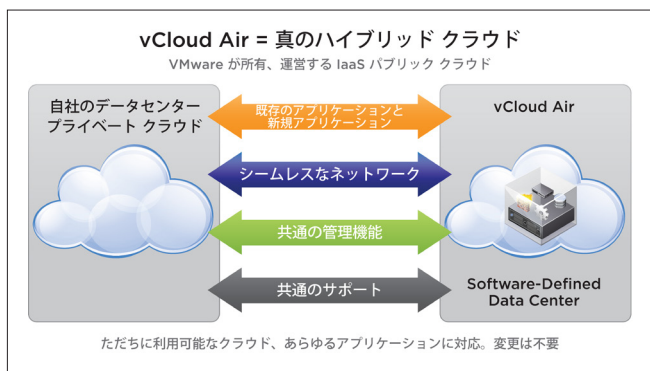 vCloud Air = 真のハイブリッド クラウド
VMware が所有、運営する IaaS パブリック クラウド
自社のデータセンター
プライベート クラウド
既存のアプリケーションと
新規アプリケーション
シームレスなネットワーク
共通の管理機能
共通のサポート
vCloud Air
Software-Defined
Data Center
ただちに利用可能なクラウド、あらゆるアプリケーションに対応。変更は不要